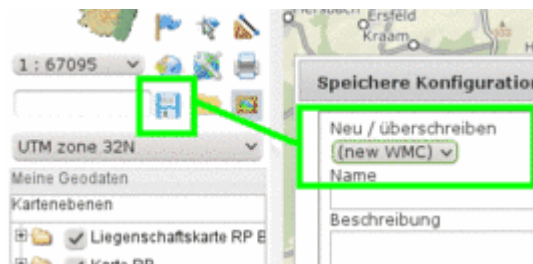 Ersfeld
Kraam
1 : 67095
Speichere Konfiguration
Neu / überschreiben
(new WMC)
UTM zone 32N
Name
Meine Geodaten
Kartenebenen
Beschreibung
Liegenschaftskarte RP B
Karte RP